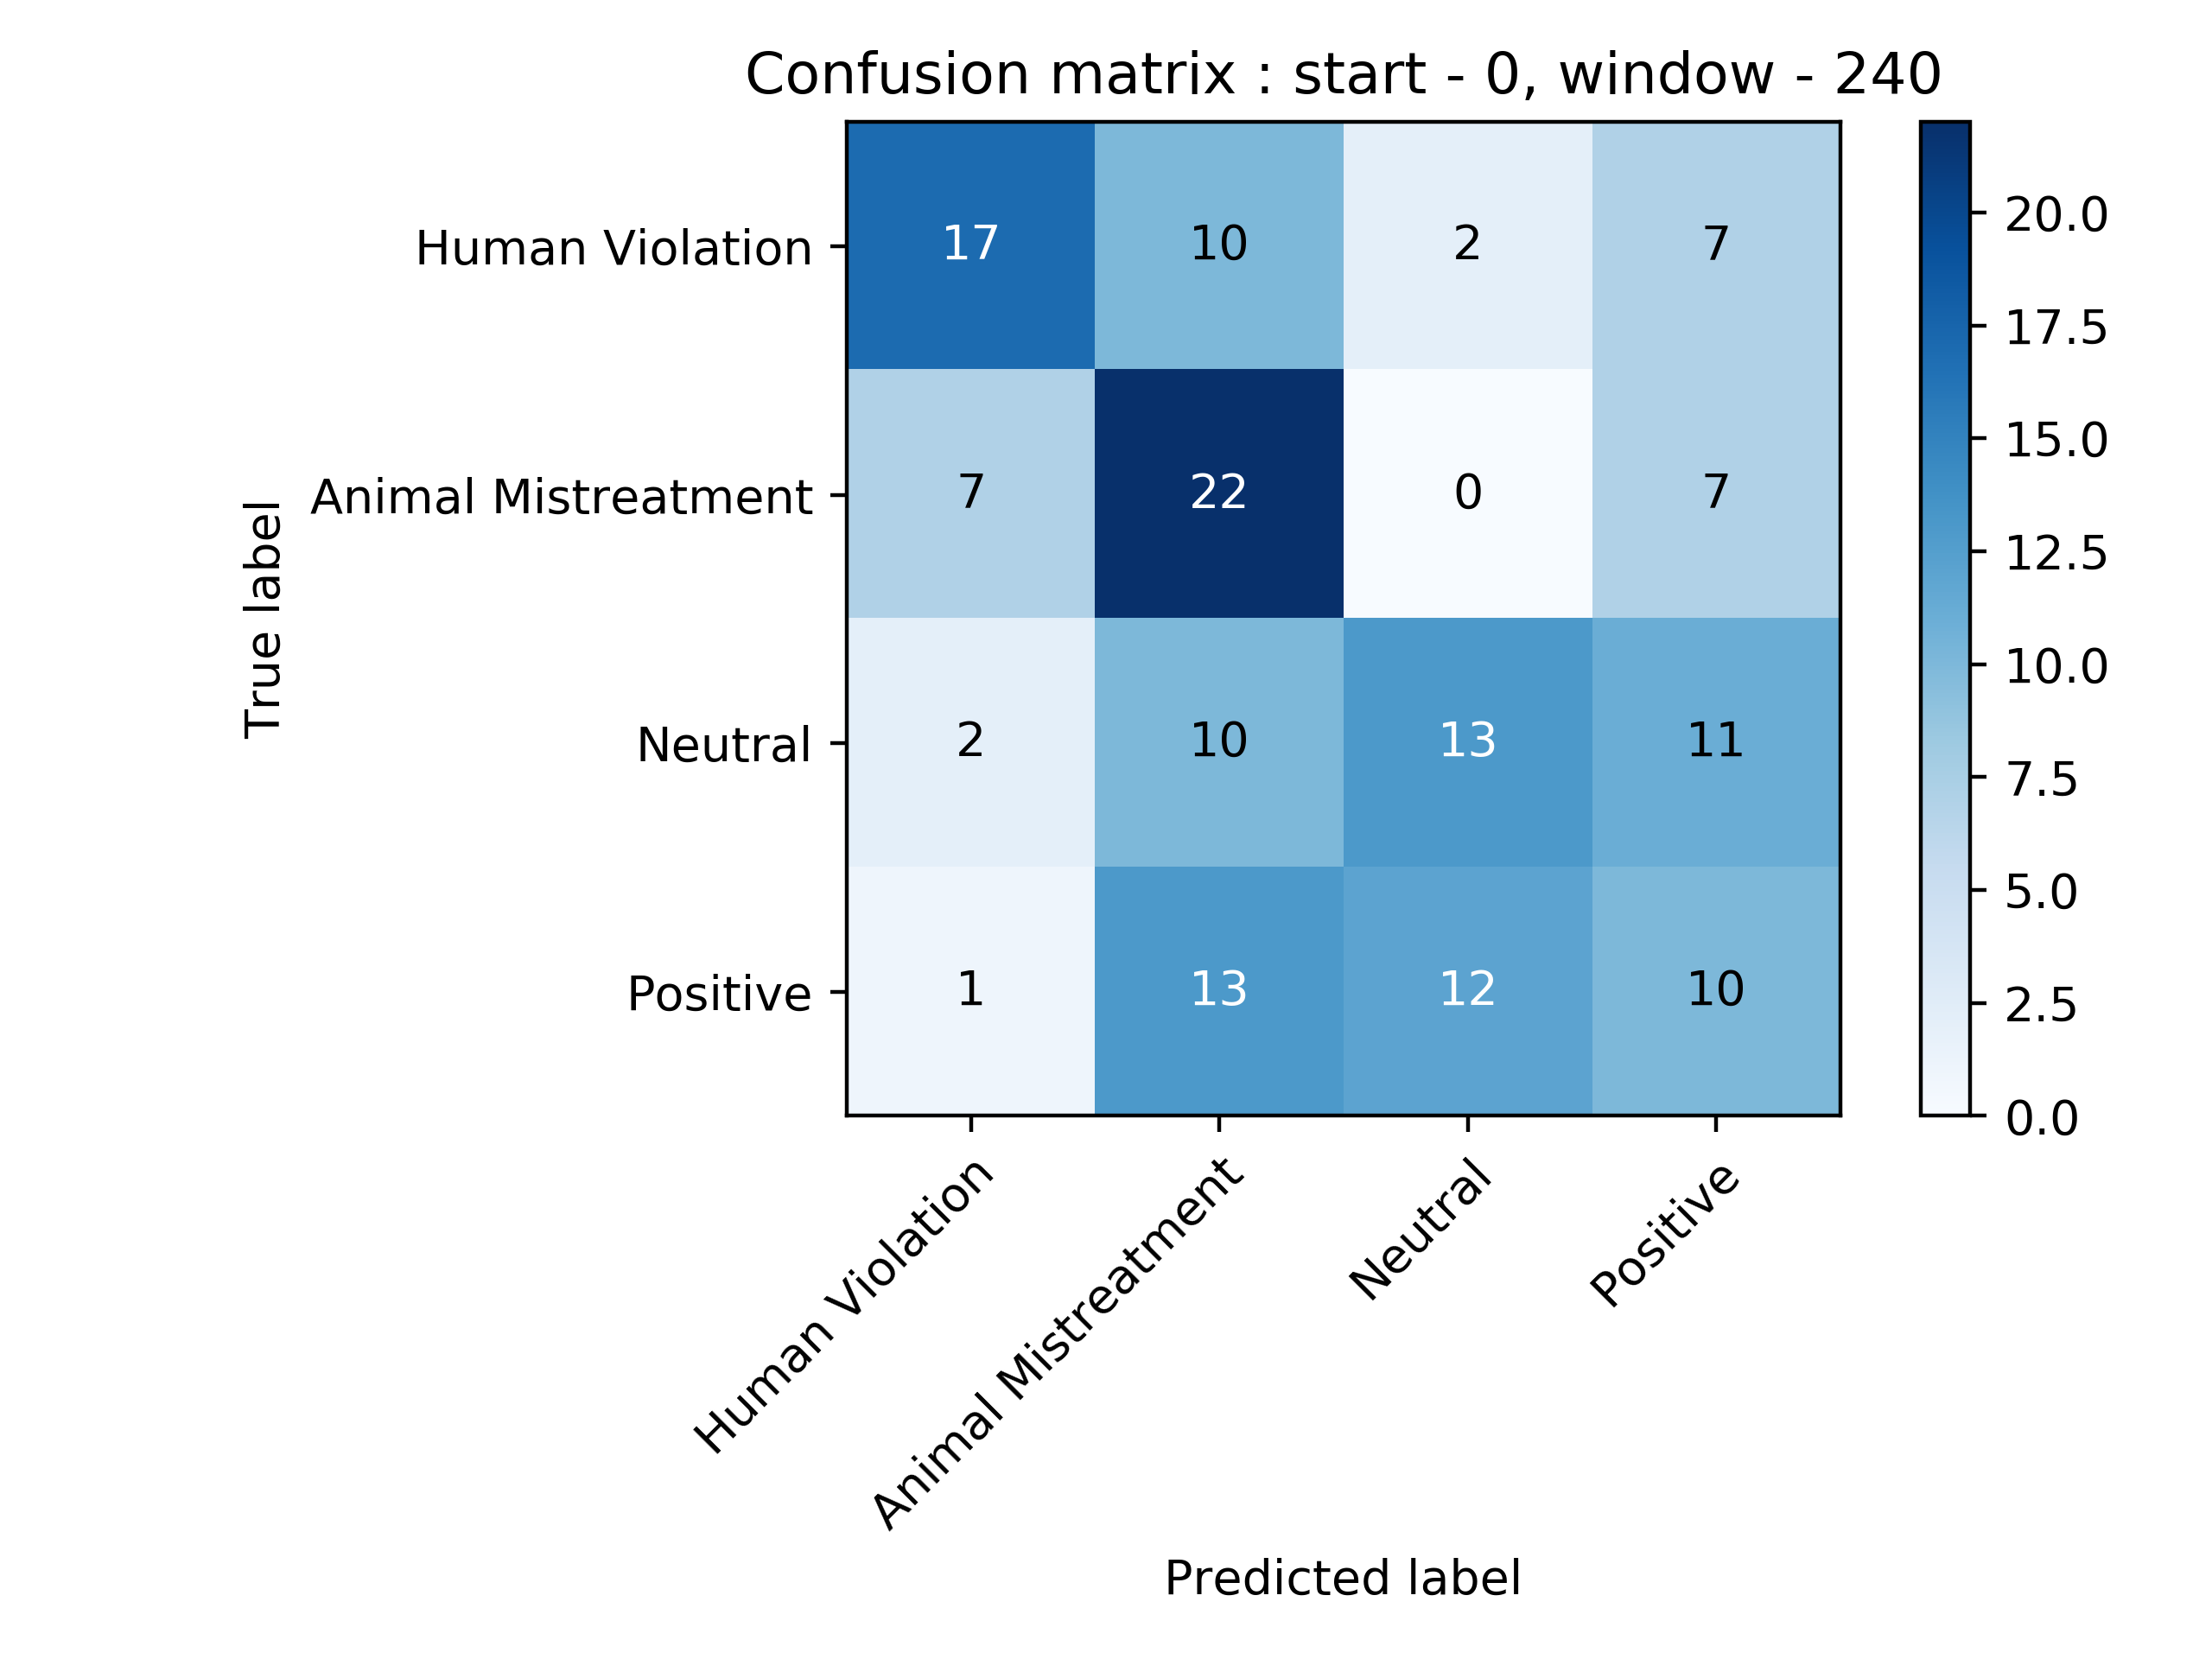 Confusion matrix : start - 0, window - 240
True label
Human Violation 17 10 2 7
Animal Mistreatment 7 22 0 7
Neutral 2 10 13 11
Positive 1 13 12 10
Human Violation
Animal Mistreatment
Neutral
Positive
Predicted label
20.0
17.5
15.0
12.5
10.0
7.5
5.0
2.5
0.0